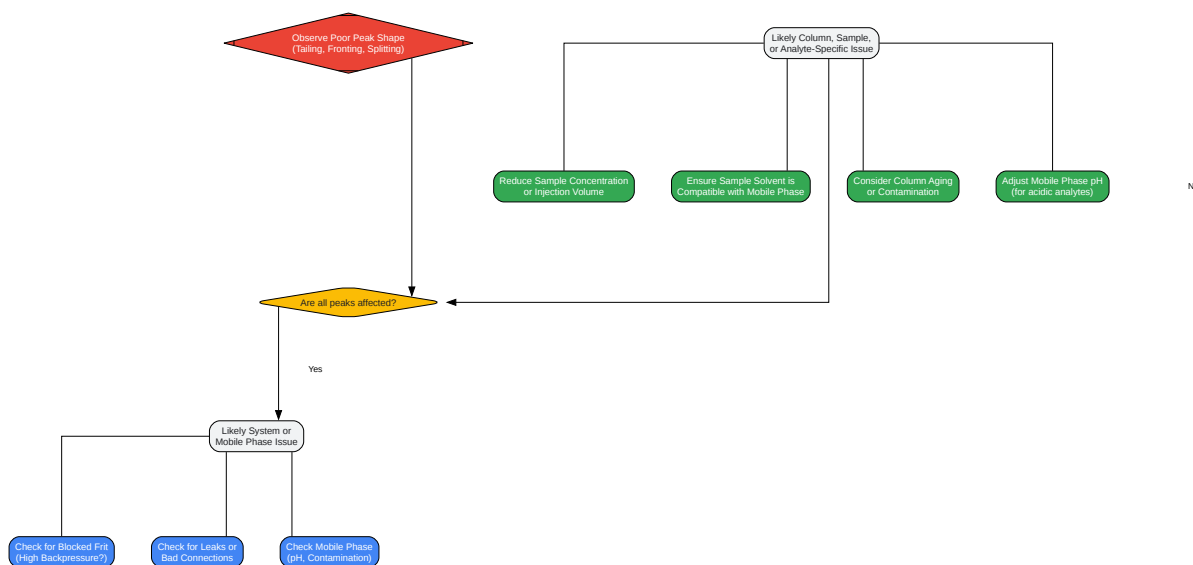 Observe Poor Peak Shape
(Tailing, Fronting, Splitting)
Likely Column, Sample,
or Analyte-Specific Issue
Reduce Sample Concentration
or Injection Volume
Ensure Sample Solvent is
Compatible with Mobile Phase
Consider Column Aging
or Contamination
Adjust Mobile Phase pH
(for acidic analytes)
N
Are all peaks affected?
Yes
Likely System or
Mobile Phase Issue
Check for Blocked Frit
(High Backpressure?)
Check for Leaks or
Bad Connections
Check Mobile Phase
(pH, Contamination)